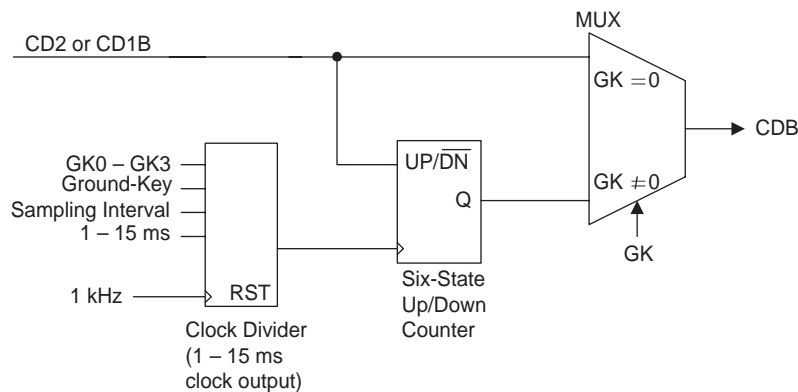 MUX
CD2 or CD1B
GK = 0
CDB
GK0 – GK3
Ground-Key
Sampling Interval
1 – 15 ms
UP/DN
Q
GK ≠ 0
GK
1 kHz
RST
Six-State
Up/Down
Counter
Clock Divider
(1 – 15 ms
clock output)